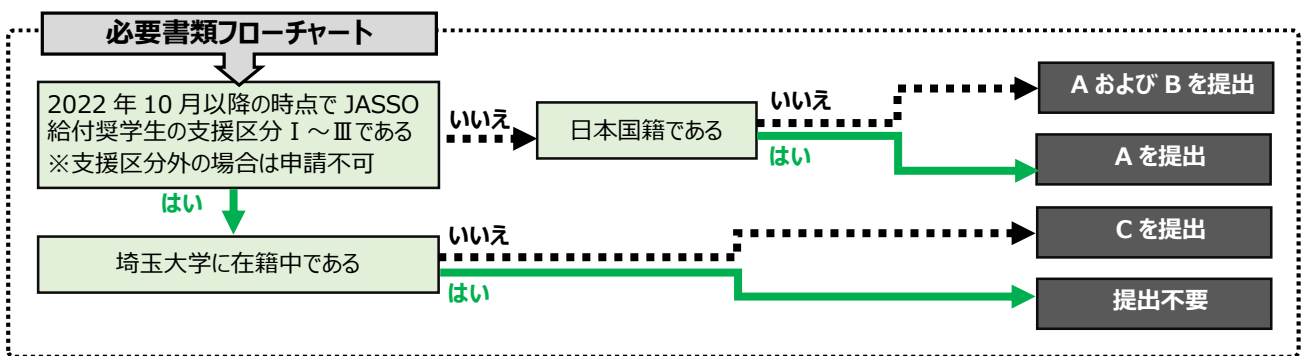 必要書類フローチャート
2022 年 10 月以降の時点で JASSO
給付奨学生の支援区分Ⅰ～Ⅲである
※支援区分外の場合は申請不可
いいえ
日本国籍である
いいえ
はい
A および B を提出
A を提出
はい
埼玉大学に在籍中である
いいえ
はい
C を提出
提出不要